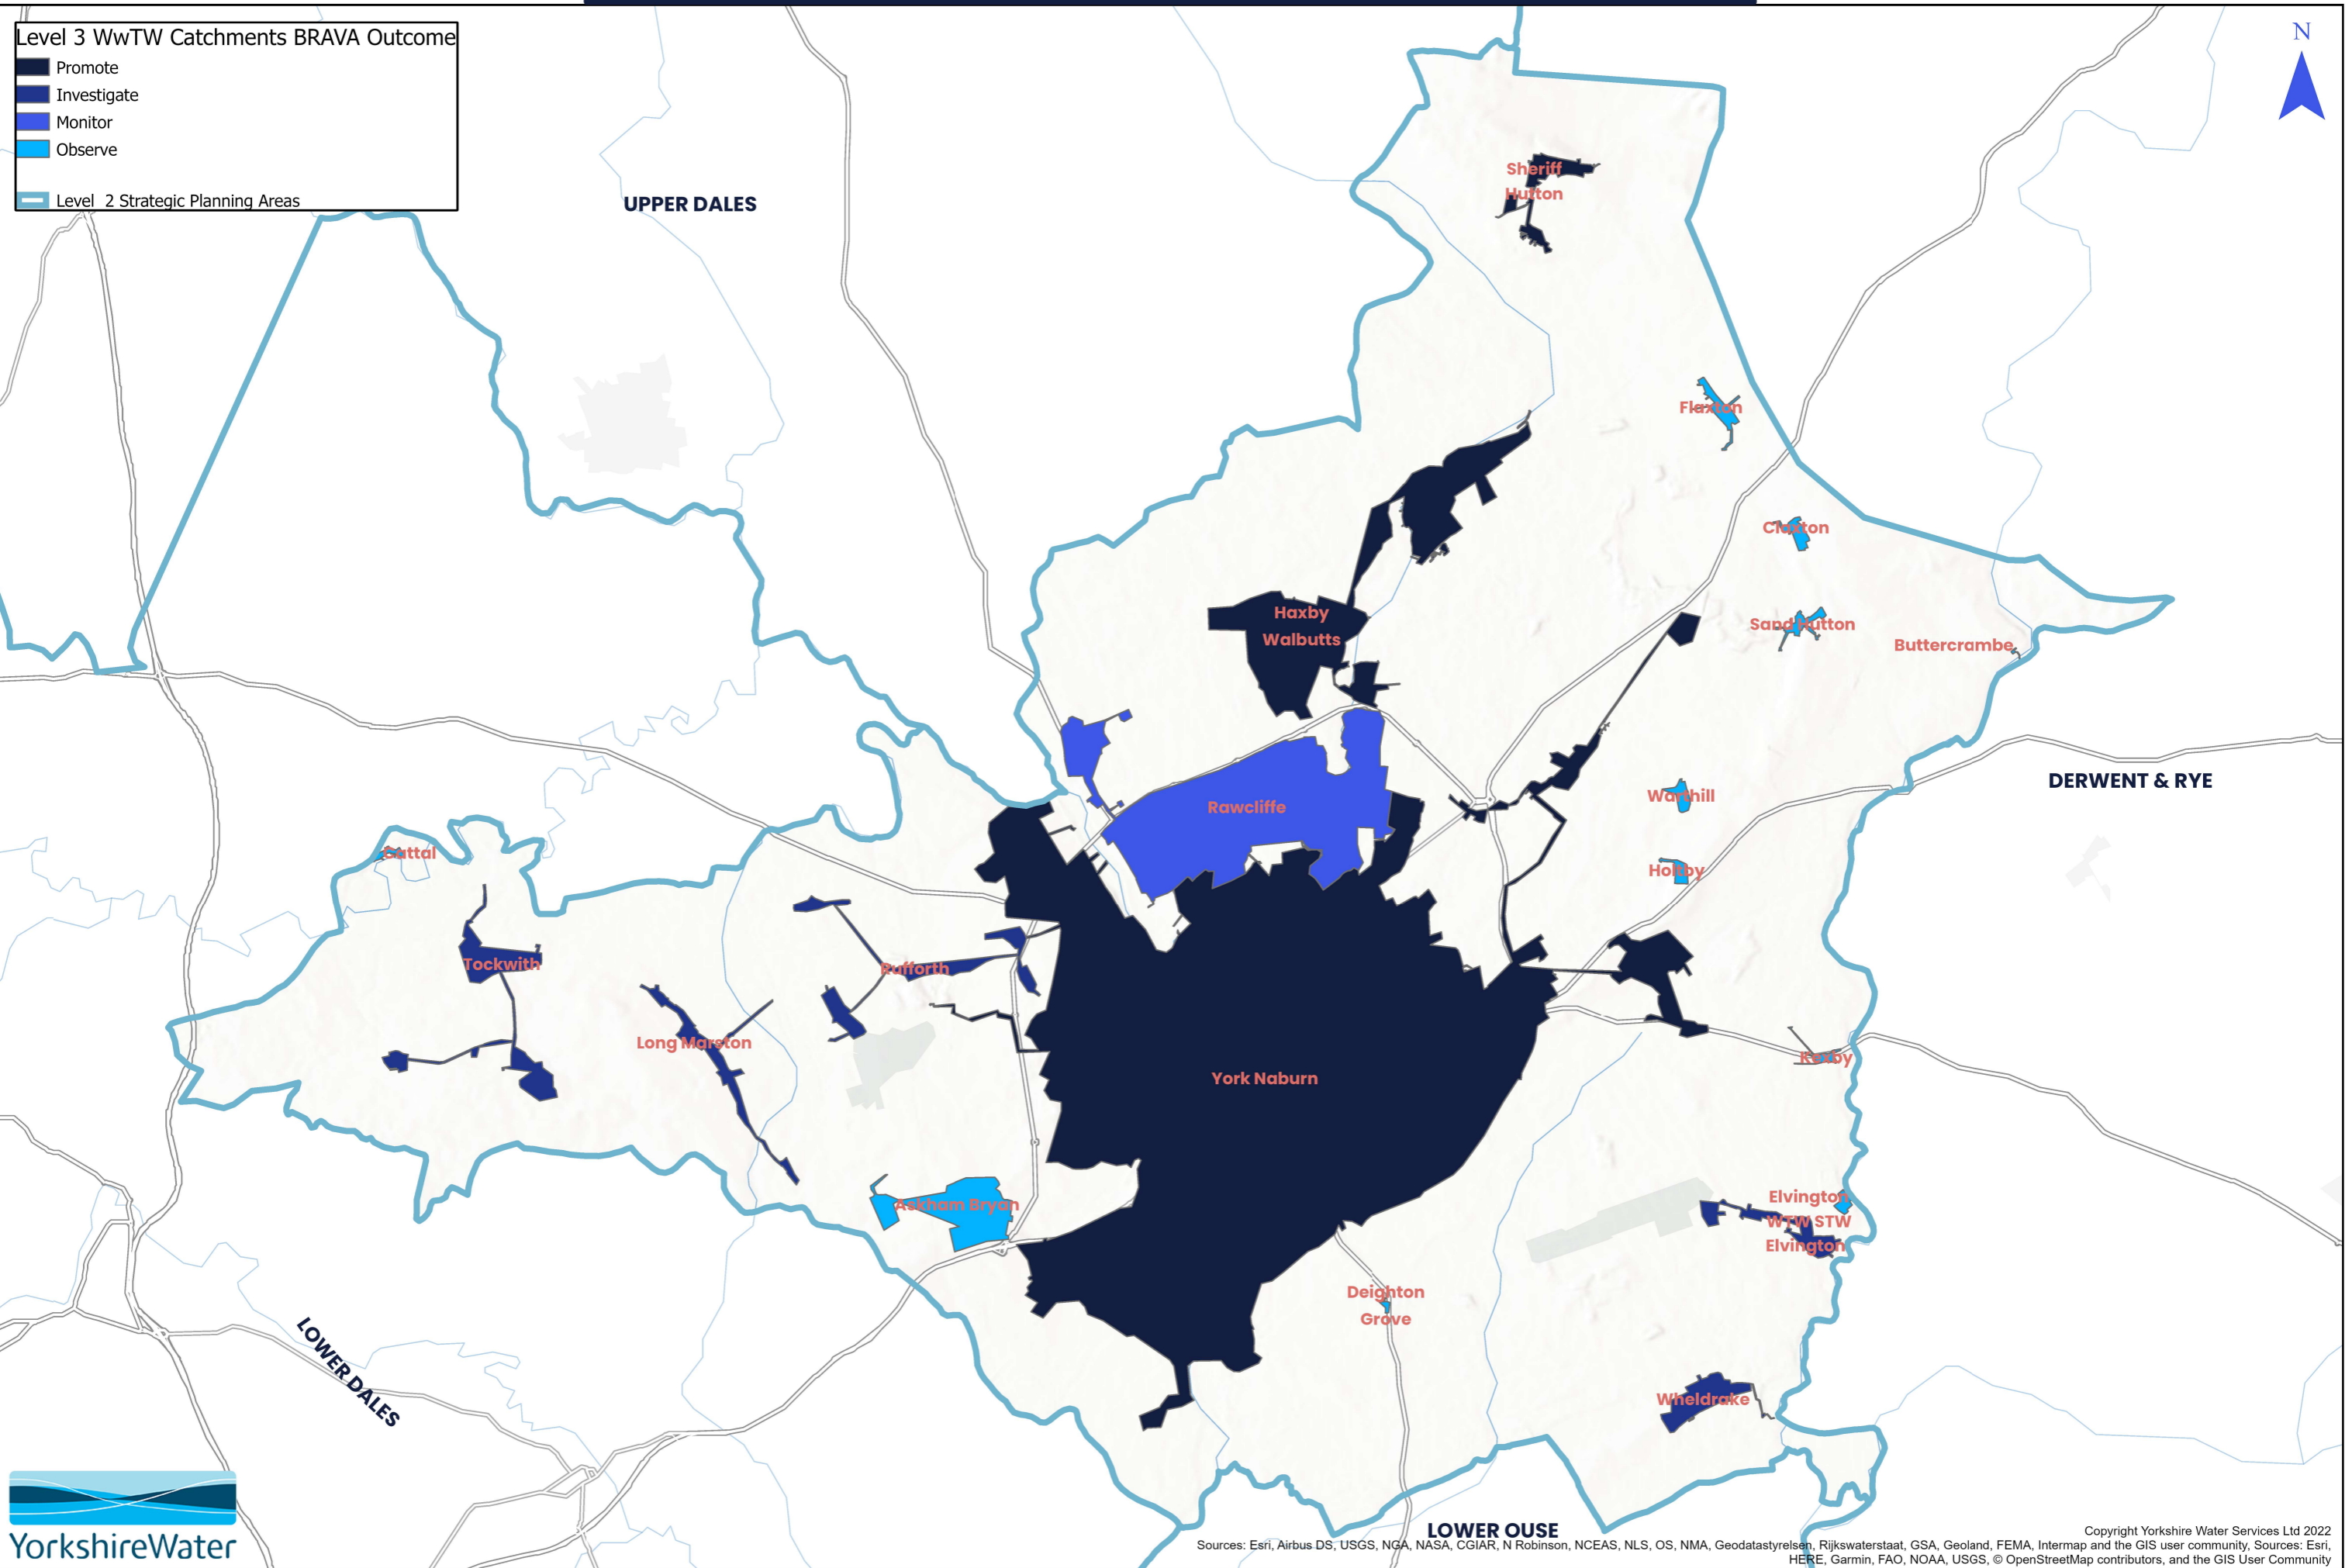 Level 3 WwTW Catchments BRAVA Outcome
Promote
Investigate
Monitor
Observe
Level 2 Strategic Planning Areas
N
UPPER DALES
Sheriff
Hutton
Flaxton
Claxton
Sand Hutton
Buttercrambe
Haxby
Walbutts
DERWENT & RYE
Rawcliffe
Warthill
Holtby
Cattal
Tockwith
Rufforth
Long Marston
Kexby
York Naburn
Askham Bryan
Elvington
WTW STW
Elvington
Deighton
Grove
Wheldrake
LOWER DALES
LOWER OUSE
YorkshireWater
Copyright Yorkshire Water Services Ltd 2022
Sources: Esri, Airbus DS, USGS, NGA, NASA, CGIAR, N Robinson, NCEAS, NLS, OS, NMA, Geodatastyrelsen, Rijkswaterstaat, GSA, Geoland, FEMA, Intermap and the GIS user community, Sources: Esri,
HERE, Garmin, FAO, NOAA, USGS, © OpenStreetMap contributors, and the GIS User Community